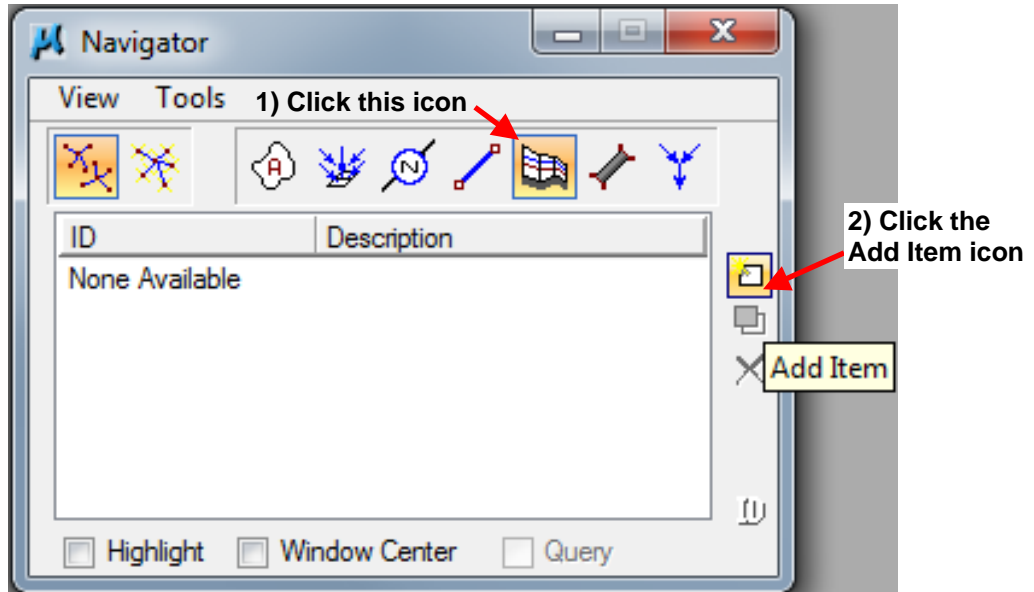 Navigator
View Tools
1) Click this icon
A
N
ID Description
2) Click the
Add Item icon
None Available
Add Item
Highlight Window Center Query